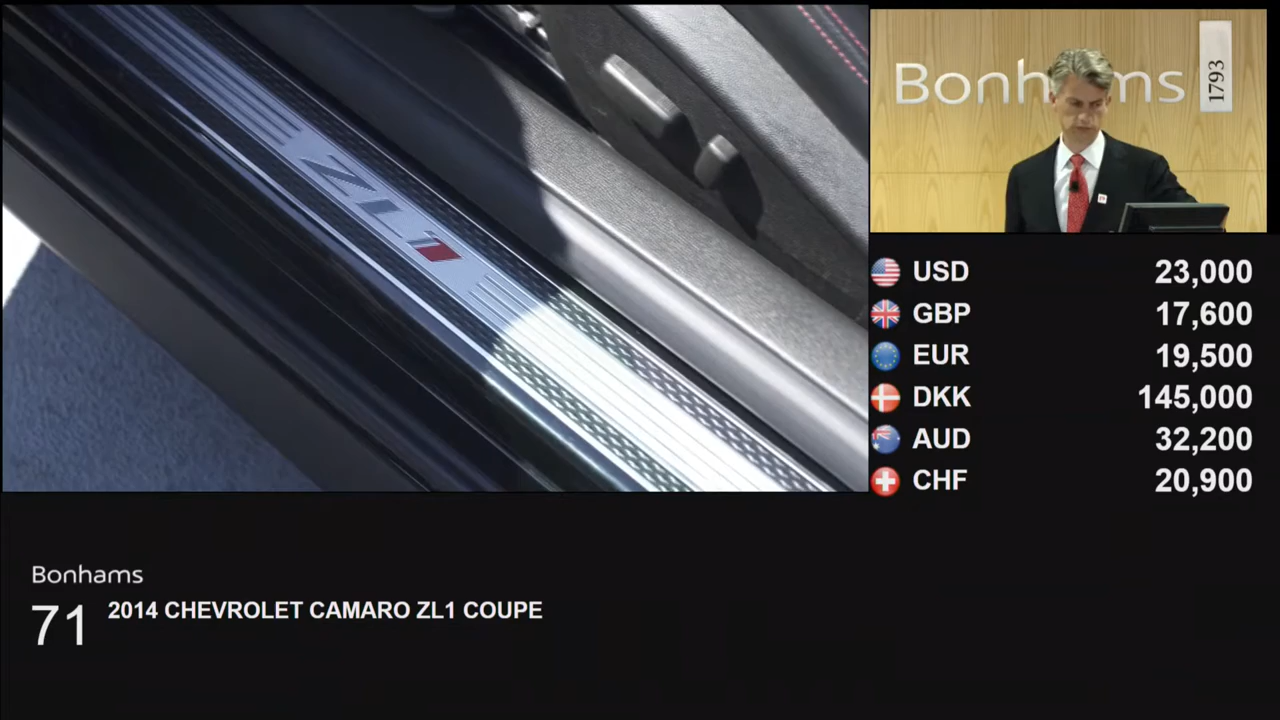 ZL1
Bonhams
1793
USD 23,000
GBP 17,600
EUR 19,500
DKK 145,000
AUD 32,200
CHF 20,900
Bonhams
71 2014 CHEVROLET CAMARO ZL1 COUPE